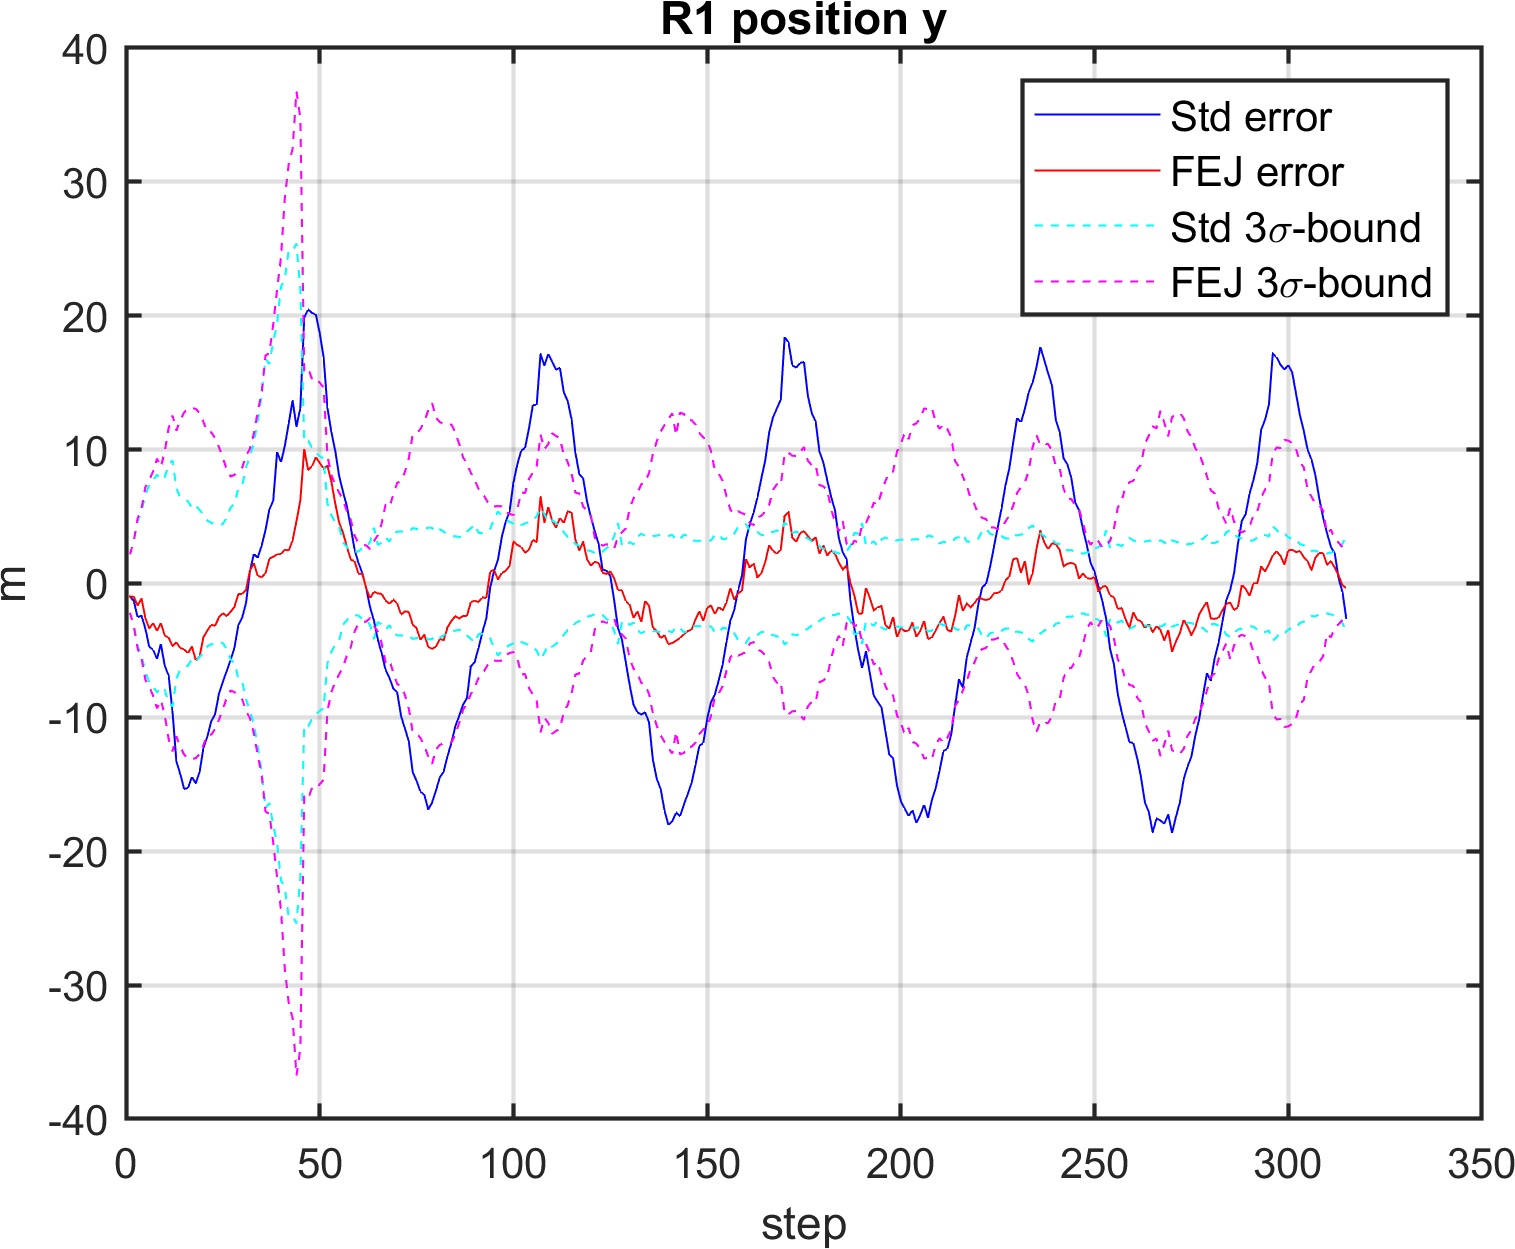 R1 position y
40
30
20
10
0
-10
-20
-30
-40
m
Std error
FEJ error
Std 3σ-bound
FEJ 3σ-bound
0 50 100 150 200 250 300 350
step